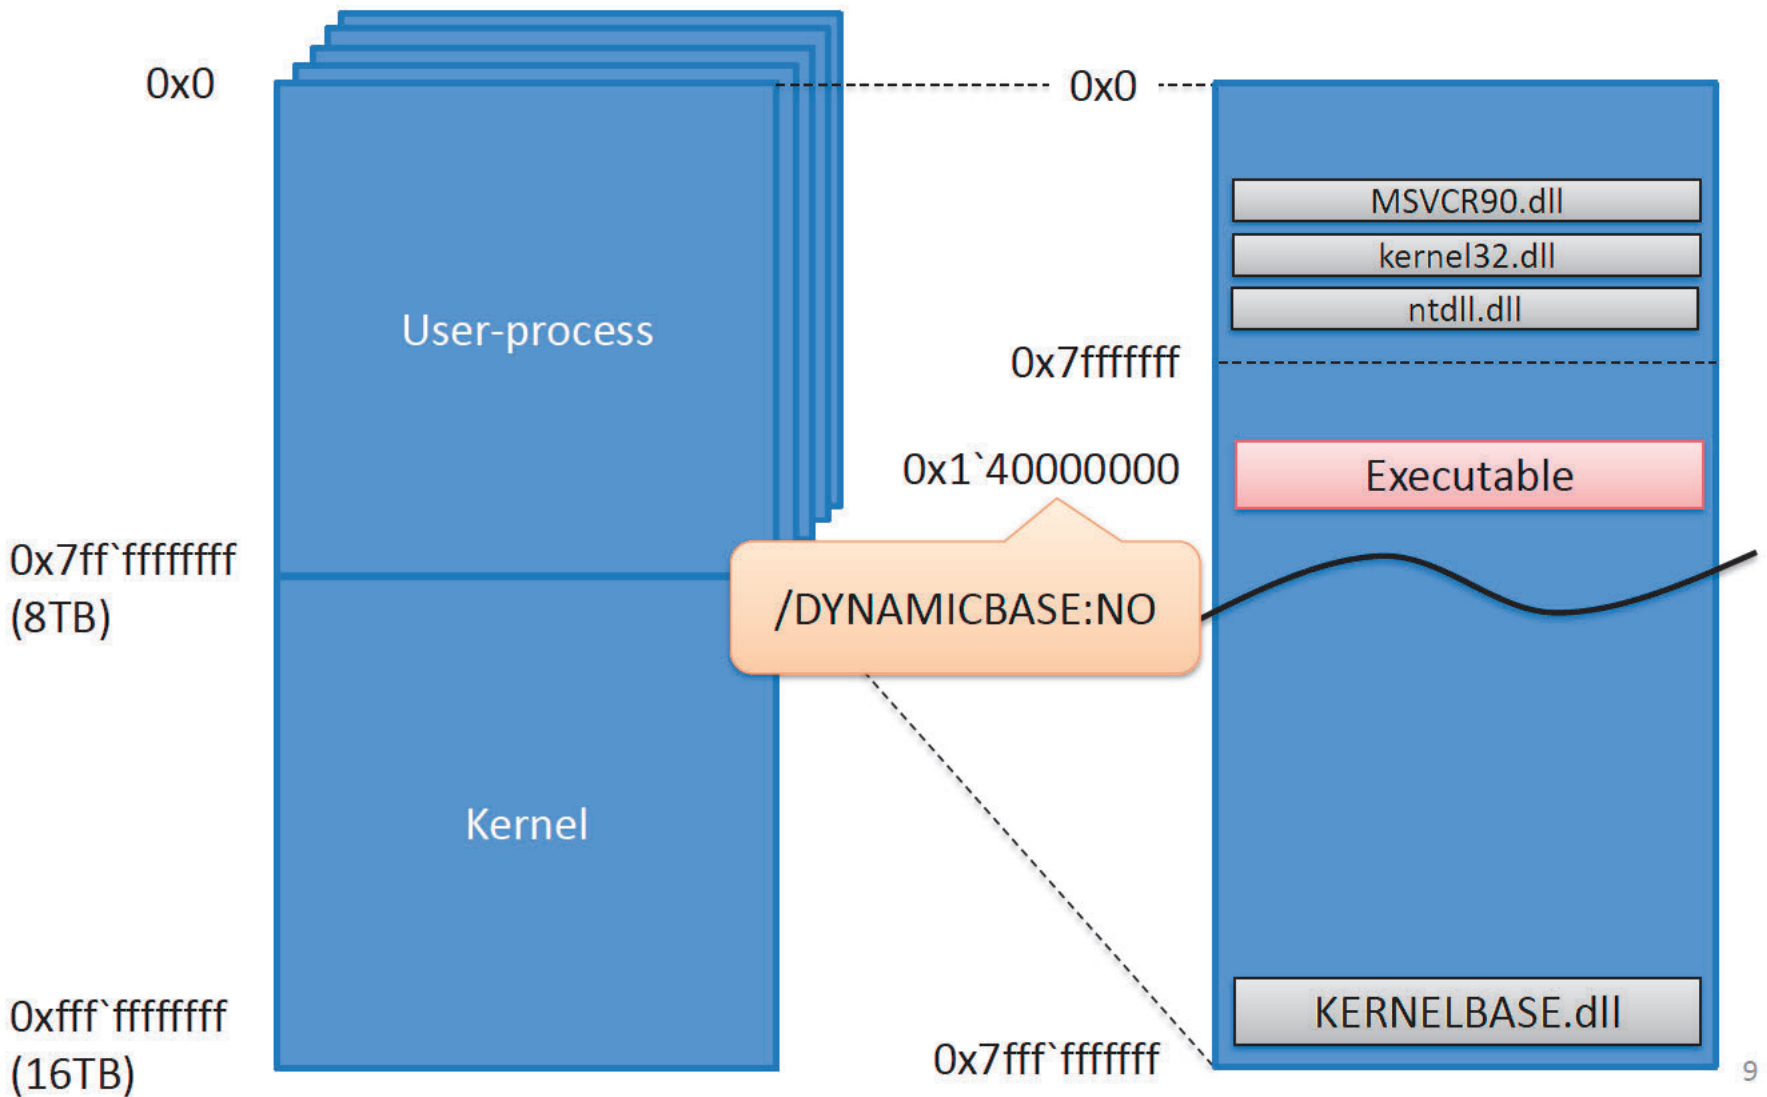 0x0
User-process
0x7ff`ffffffff
(8TB)
Kernel
0xfff`ffffffff
(16TB)
0x0
MSVCR90.dll
kernel32.dll
ntdll.dll
0x7fffffff
0x1`40000000
Executable
/DYNAMICBASE:NO
KERNELBASE.dll
0x7fff`fffffff
9